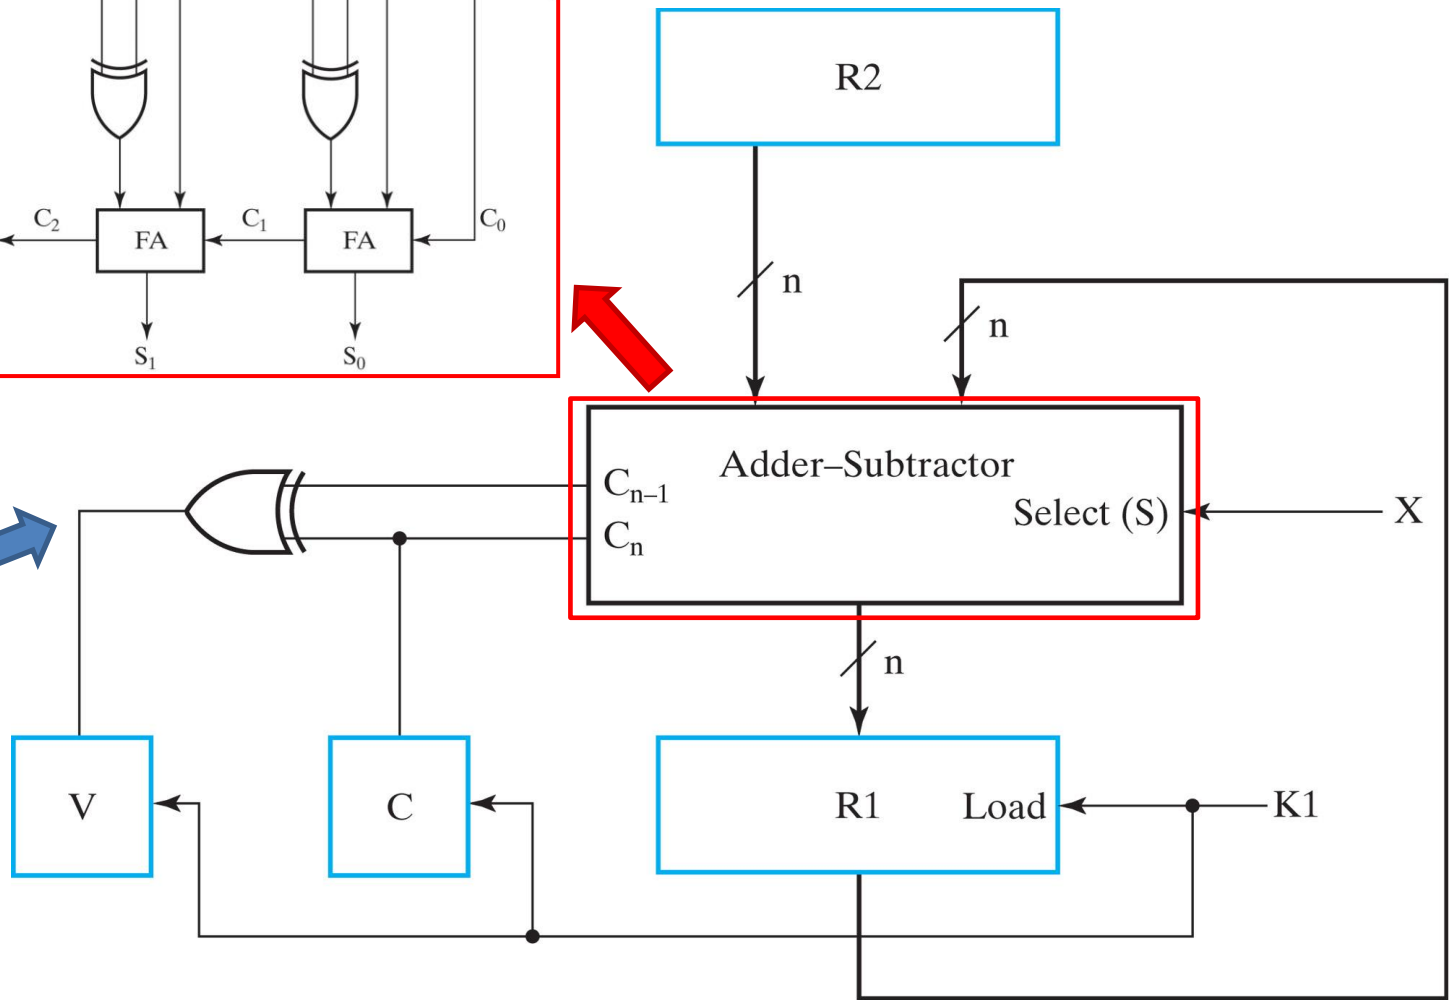 R2
C₂
FA
C₁
FA
C₀
S₁
S₀
n
n
Adder–Subtractor
Cₙ₋₁
Select (S)
X
Cₙ
n
V
C
R1
Load
K1